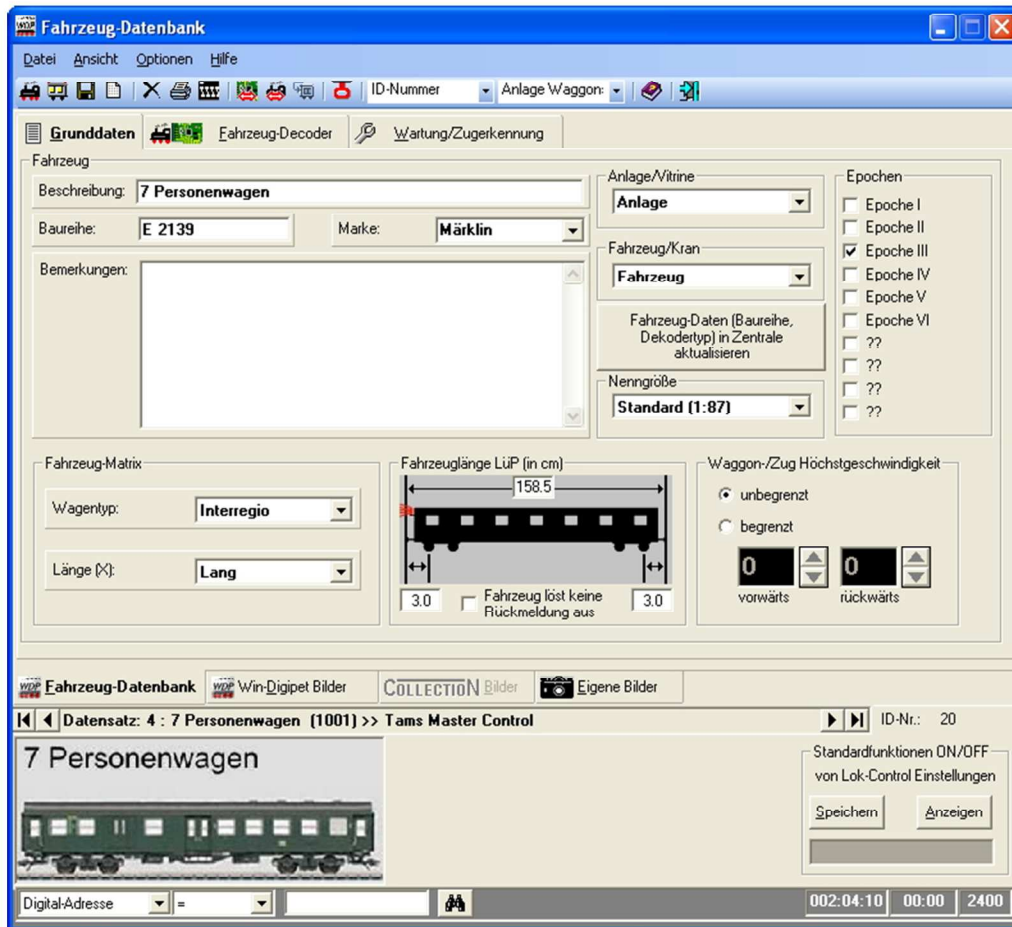 WDP Fahrzeug-Datenbank
Datei Ansicht Optionen Hilfe
ID-Nummer Anlage Waggon:
Grunddaten Fahrzeug-Decoder Wartung/Zugerkennung
Fahrzeug
Beschreibung: 7 Personenwagen
Baureihe: E 2139 Marke: Märklin
Bemerkungen:
Anlage/Vitrine
Anlage
Fahrzeug/Kran
Fahrzeug
Fahrzeug-Daten (Baureihe,
Dekodertyp) in Zentrale
aktualisieren
Nenngröße
Standard (1:87)
Epochen
Epoche I
Epoche II
Epoche III
Epoche IV
Epoche V
Epoche VI
??
??
??
??
Fahrzeug-Matrix
Wagentyp: Interregio
Länge (X): Lang
Fahrzeuglänge LüP (in cm)
158.5
3.0 Fahrzeug löst keine 3.0
Rückmeldung aus
Waggon-/Zug Höchstgeschwindigkeit
unbegrenzt
begrenzt
0 0
vorwärts rückwärts
WDP Fahrzeug-Datenbank WDP Win-Digipet Bilder COLLECTION Bilder Eigene Bilder
Datensatz: 4 : 7 Personenwagen (1001) >> Tams Master Control ID-Nr.: 20
7 Personenwagen
Standardfunktionen ON/OFF
von Lok-Control Einstellungen
Speichern Anzeigen
Digital-Adresse = 002:04:10 00:00 2400